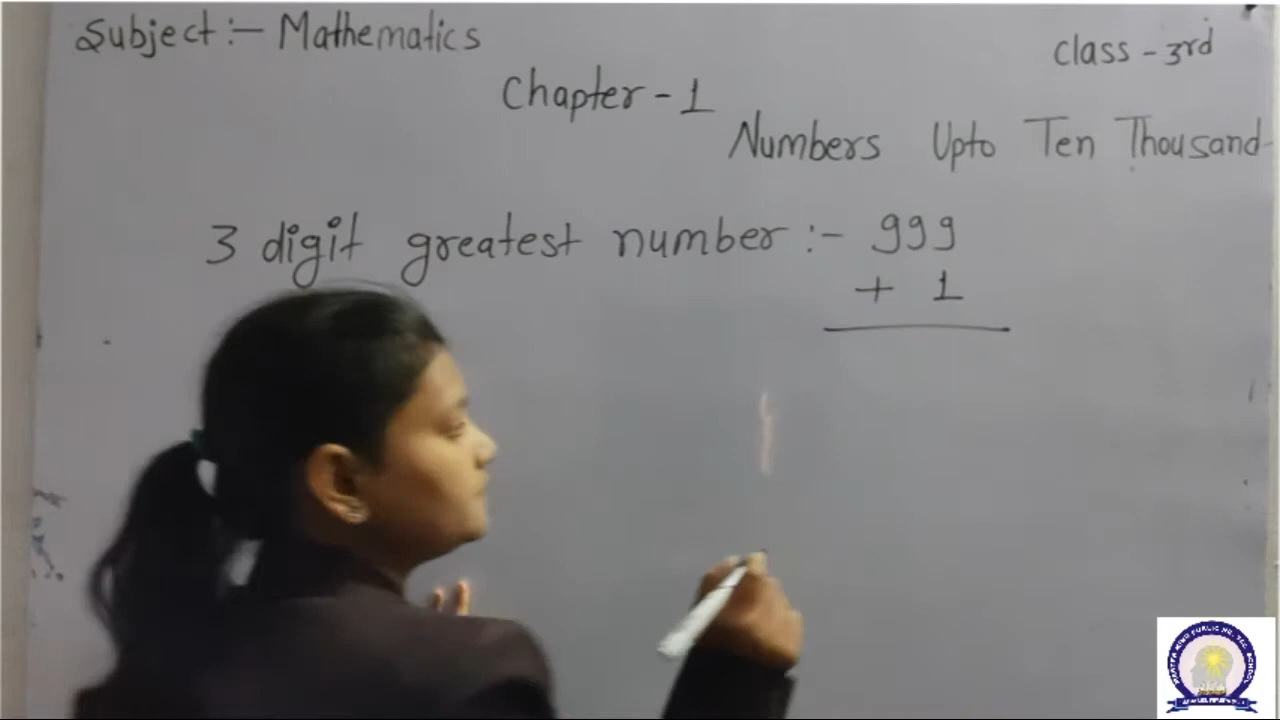 Subject :- Mathematics
Class - 3rd
Chapter - 1
Numbers Upto Ten Thousand
3 digit greatest number :- 999
+ 1